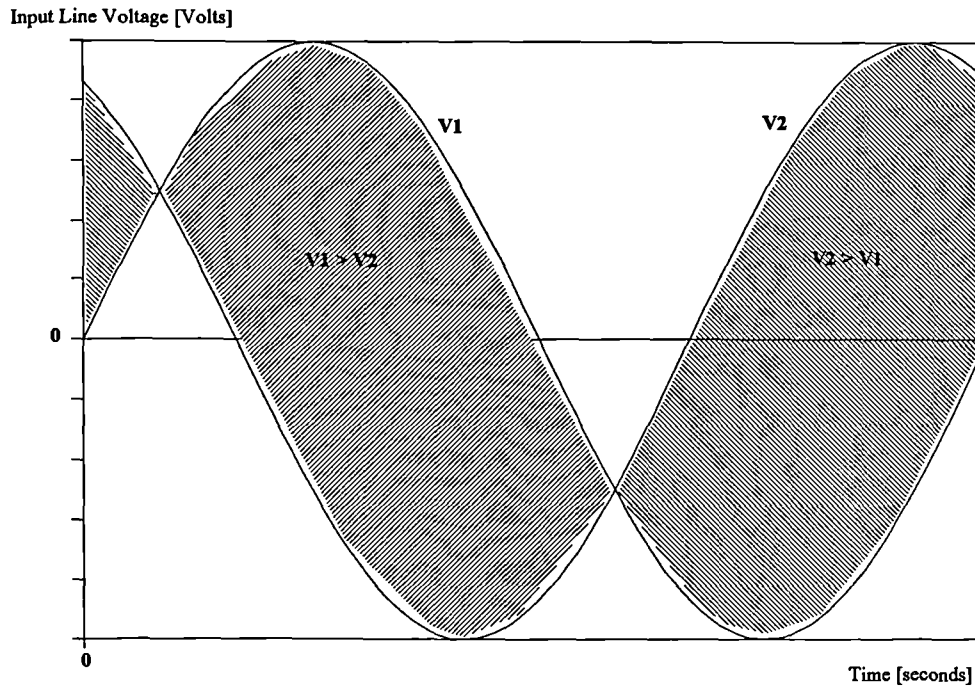 Input Line Voltage [Volts]
V1
V2
V1 > V2
V2 > V1
0
0
Time [seconds]